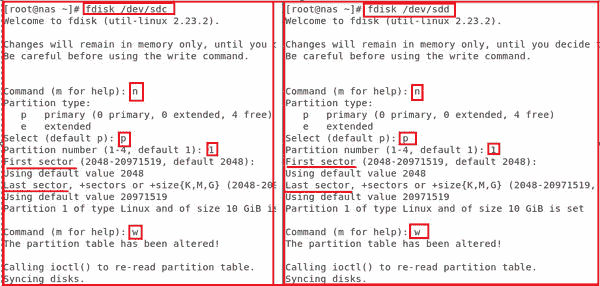 [root@nas ~]# fdisk /dev/sdc
Welcome to fdisk (util-linux 2.23.2).

Changes will remain in memory only, until you
Be careful before using the write command.

Command (m for help): n
Partition type:
   p   primary (0 primary, 0 extended, 4 free)
   e   extended
Select (default p): p
Partition number (1-4, default 1): 1
First sector (2048-20971519, default 2048):
Using default value 2048
Last sector, +sectors or +size{K,M,G} (2048-20
Using default value 20971519
Partition 1 of type Linux and of size 10 GiB is

Command (m for help): w
The partition table has been altered!

Calling ioctl() to re-read partition table.
Syncing disks.
[root@nas ~]# fdisk /dev/sdd
Welcome to fdisk (util-linux 2.23.2).

Changes will remain in memory only, until you decide
Be careful before using the write command.

Command (m for help): n
Partition type:
   p   primary (0 primary, 0 extended, 4 free)
   e   extended
Select (default p): p
Partition number (1-4, default 1): 1
First sector (2048-20971519, default 2048):
Using default value 2048
Last sector, +sectors or +size{K,M,G} (2048-20971519,
Using default value 20971519
Partition 1 of type Linux and of size 10 GiB is set

Command (m for help): w
The partition table has been altered!

Calling ioctl() to re-read partition table.
Syncing disks.